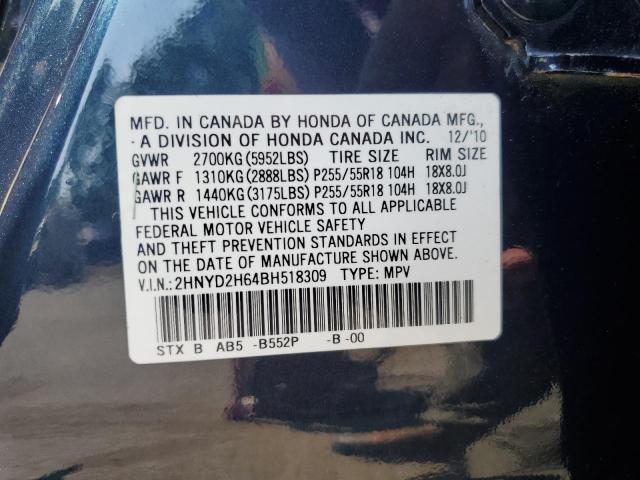 MFD. IN CANADA BY HONDA OF CANADA MFG.,
A DIVISION OF HONDA CANADA INC. 12/'10
GVWR 2700KG(5952LBS) TIRE SIZE RIM SIZE
GAWR F 1310KG(2888LBS) P255/55R18 104H 18X8.0J
GAWR R 1440KG(3175LBS) P255/55R18 104H 18X8.0J
THIS VEHICLE CONFORMS TO ALL APPLICABLE
FEDERAL MOTOR VEHICLE SAFETY
AND THEFT PREVENTION STANDARDS IN EFFECT
ON THE DATE OF MANUFACTURE SHOWN ABOVE.
V.I.N.: 2HNYD2H64BH518309 TYPE: MPV
STX B AB5 -B552P -B-00